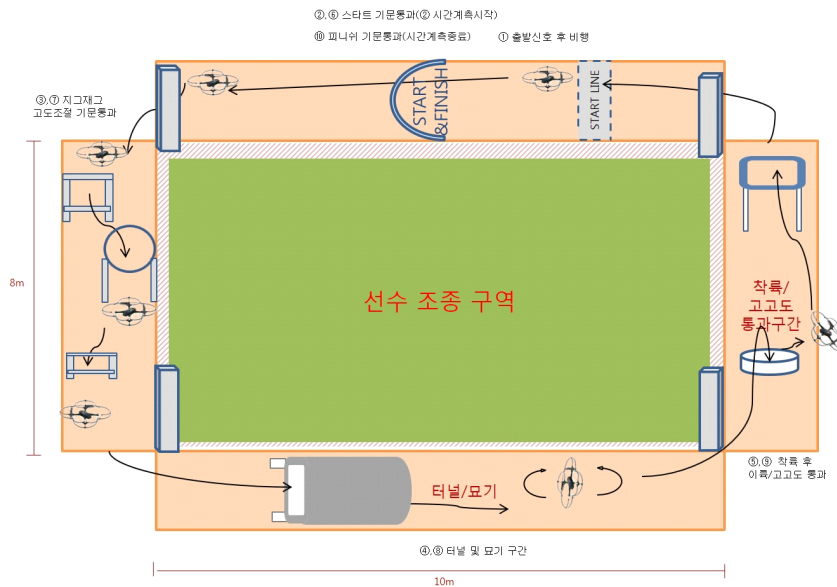 ②,⑥ 스타트 기문통과(② 시간계측시작)
⑩ 피니쉬 기문통과(시간계측종료)
① 출발신호 후 비행
③,⑦ 지그재그
고도조절 기문통과
START
&FINISH
START LINE
8m
선수 조종 구역
착륙/
고고도
통과구간
터널/묘기
⑤,⑨ 착륙 후
이륙/고고도 통과
④,⑧ 터널 및 묘기 구간
10m